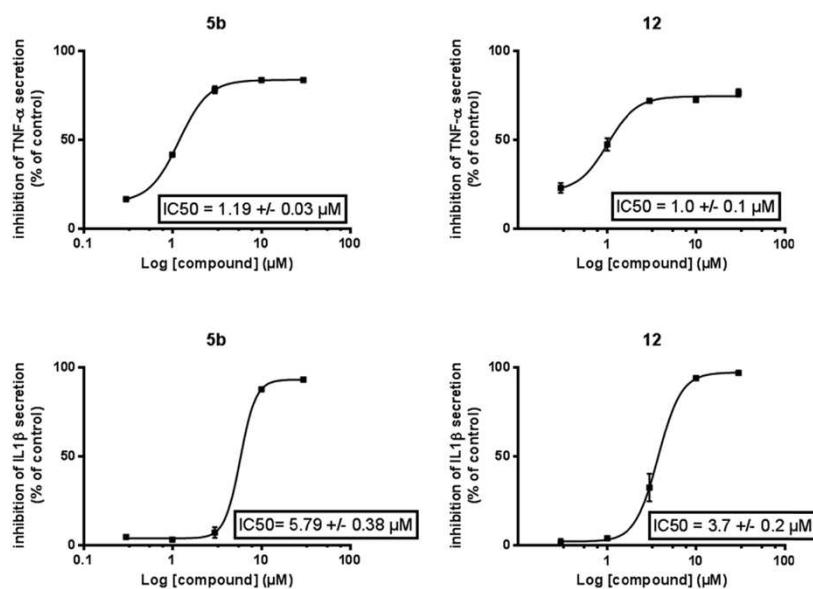 5b
100
50
0
0.1
1
10
100
inhibition of TNF-α secretion
(% of control)
IC50 = 1.19 +/- 0.03 µM
Log [compound] (µM)
12
100
50
0
1
10
100
inhibition of TNF-α secretion
(% of control)
IC50 = 1.0 +/- 0.1 µM
Log [compound] (µM)
5b
100
50
0
0.1
1
10
100
inhibition of IL1β secretion
(% of control)
IC50= 5.79 +/- 0.38 µM
Log [compound] (µM)
12
100
50
0
1
10
100
inhibition of IL1β secretion
(% of control)
IC50 = 3.7 +/- 0.2 µM
Log [compound] (µM)